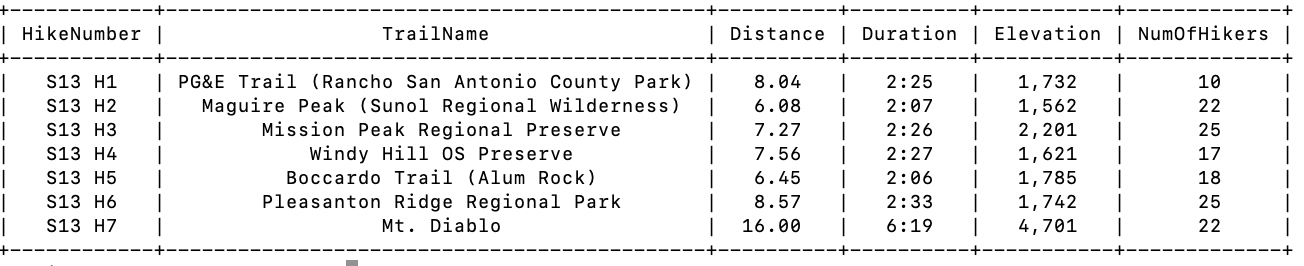 +------------+---------------------------------------------+----------+----------+-----------+-------------+
| HikeNumber |                  TrailName                  | Distance | Duration | Elevation | NumOfHikers |
+------------+---------------------------------------------+----------+----------+-----------+-------------+
|   S13 H1   | PG&E Trail (Rancho San Antonio County Park) |   8.04   |   2:25   |   1,732   |      10     |
|   S13 H2   |   Maguire Peak (Sunol Regional Wilderness)  |   6.08   |   2:07   |   1,562   |      22     |
|   S13 H3   |        Mission Peak Regional Preserve       |   7.27   |   2:26   |   2,201   |      25     |
|   S13 H4   |            Windy Hill OS Preserve           |   7.56   |   2:27   |   1,621   |      17     |
|   S13 H5   |          Boccardo Trail (Alum Rock)         |   6.45   |   2:06   |   1,785   |      18     |
|   S13 H6   |        Pleasanton Ridge Regional Park       |   8.57   |   2:33   |   1,742   |      25     |
|   S13 H7   |                  Mt. Diablo                 |  16.00   |   6:19   |   4,701   |      22     |
+------------+---------------------------------------------+----------+----------+-----------+-------------+